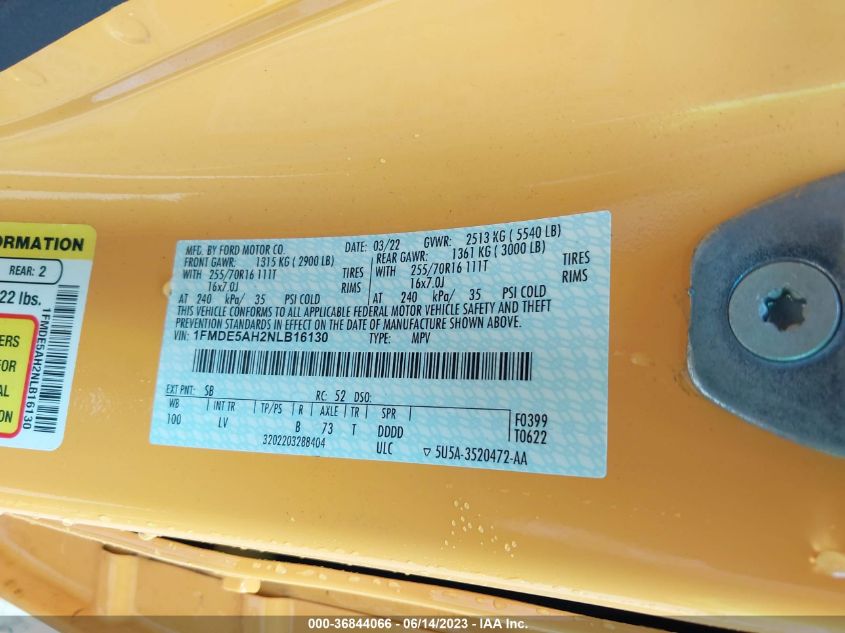 ORMATION
REAR: 2
22 lbs.
ERS
FOR
AL
ION
1FMDE5AH2NLB16130
MFG. BY FORD MOTOR CO.
DATE: 03/22 GVWR: 2513 KG ( 5540 LB)
FRONT GAWR: 1315 KG ( 2900 LB) REAR GAWR: 1361 KG ( 3000 LB)
WITH 255/70R16 111T TIRES WITH 255/70R16 111T TIRES
16x7.0J RIMS 16x7.0J RIMS
AT 240 kPa/ 35 PSI COLD AT 240 kPa/ 35 PSI COLD
THIS VEHICLE CONFORMS TO ALL APPLICABLE FEDERAL MOTOR VEHICLE SAFETY AND THEFT
PREVENTION STANDARDS IN EFFECT ON THE DATE OF MANUFACTURE SHOWN ABOVE.
VIN: 1FMDE5AH2NLB16130 TYPE: MPV
EXT PNT: SB RC: 52 DSO:
WB INT TR TP/PS R AXLE TR SPR F0399
100 LV B 73 T DDDD T0622
3202203288404 ULC ▽ 5U5A-3520472-AA
000-36844066 - 06/14/2023 - IAA Inc.